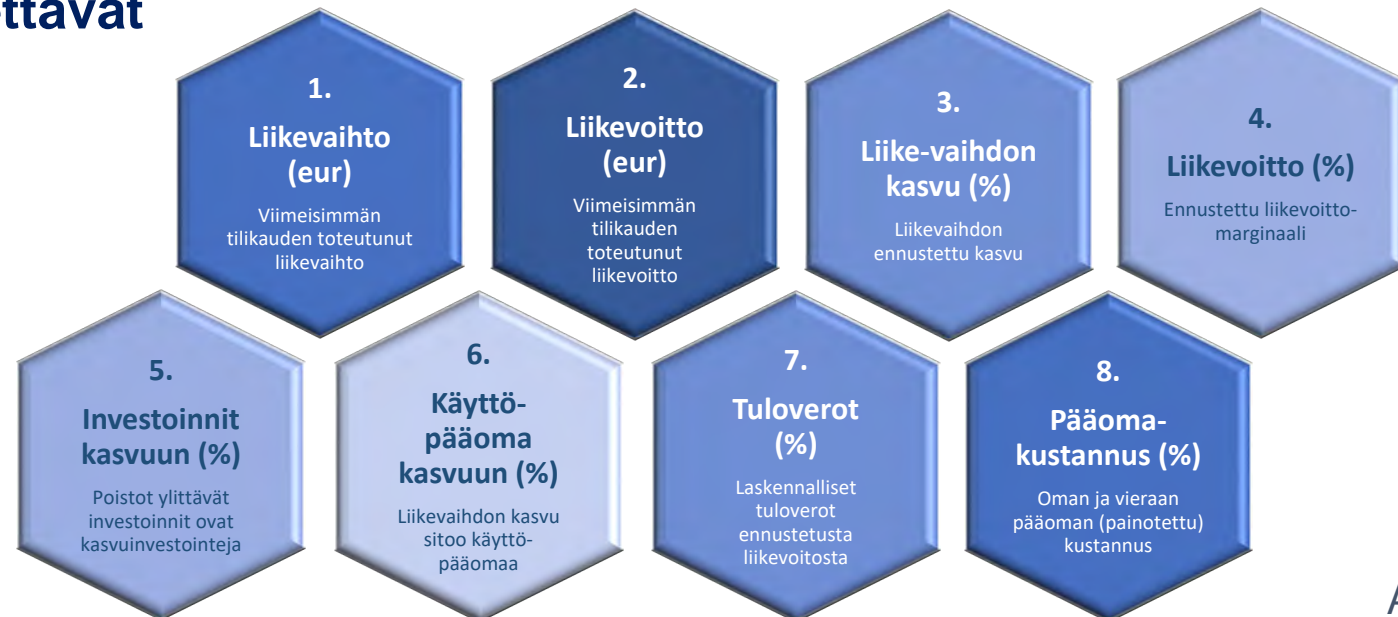 ettävät
1.
Liikevaihto
(eur)
Viimeisimmän
tilikauden toteutunut
liikevaihto
2.
Liikevoitto
(eur)
Viimeisimmän
tilikauden
toteutunut
liikevoitto
3.
Liike-vaihdon
kasvu (%)
Liikevaihdon
ennustettu kasvu
4.
Liikevoitto (%)
Ennustettu liikevoitto-
marginaali
5.
Investoinnit
kasvuun (%)
Poistot ylittävät
investoinnit ovat
kasvuinvestointeja
6.
Käyttö-
pääoma
kasvuun (%)
Liikevaihdon kasvu
sitoo käyttö-
pääomaa
7.
Tuloverot
(%)
Laskennalliset
tuloverot
ennustetusta
liikevoitosta
8.
Pääoma-
kustannus (%)
Oman ja vieraan
pääoman (painotettu)
kustannus